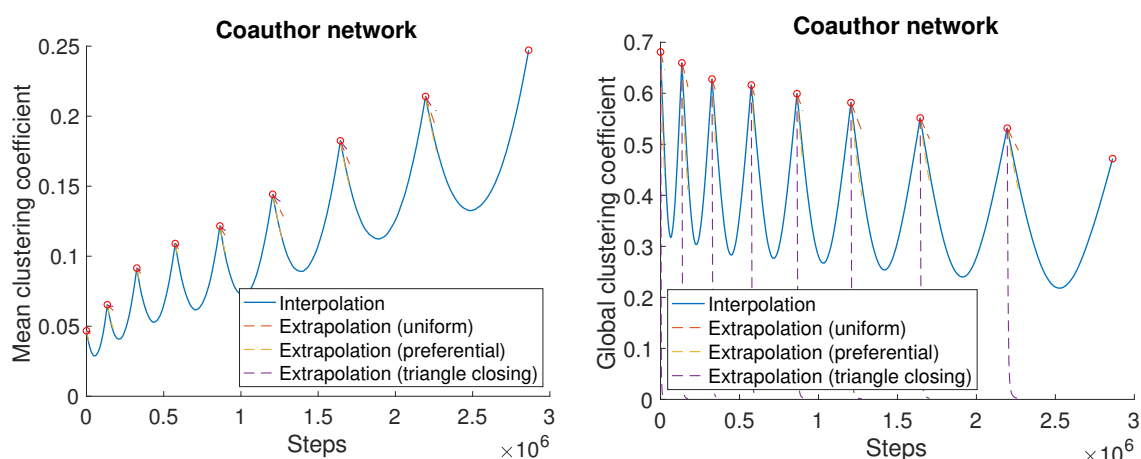 Coauthor network
Mean clustering coefficient
0.25
0.2
0.15
0.1
0.05
0
0 0.5 1 1.5 2 2.5 3
Steps
×10^6
Interpolation
Extrapolation (uniform)
Extrapolation (preferential)
Extrapolation (triangle closing)
Coauthor network
Global clustering coefficient
0.7
0.6
0.5
0.4
0.3
0.2
0.1
0
0 0.5 1 1.5 2 2.5 3
Steps
×10^6
Interpolation
Extrapolation (uniform)
Extrapolation (preferential)
Extrapolation (triangle closing)